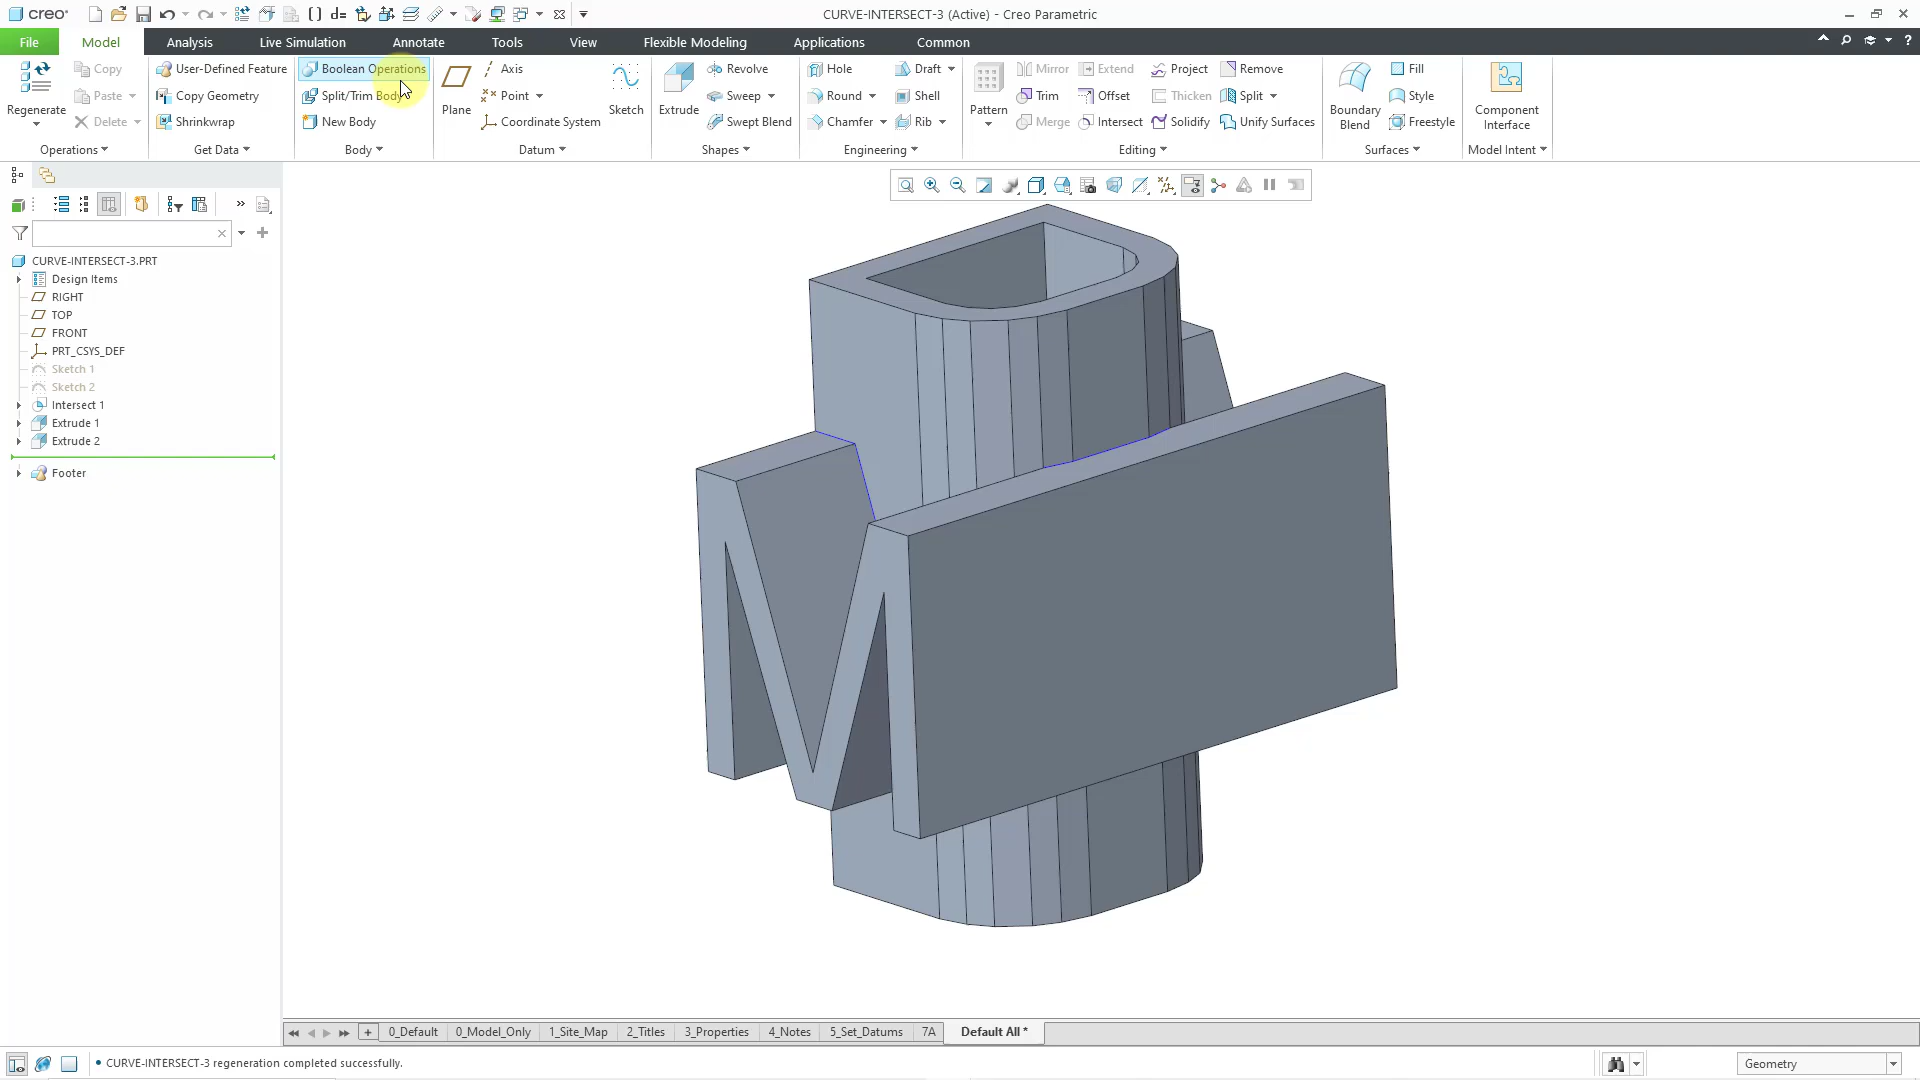 creo
d=
CURVE-INTERSECT-3 (Active) - Creo Parametric
File
Model
Analysis
Live Simulation
Annotate
Tools
View
Flexible Modeling
Applications
Common
Regenerate
Copy
Paste
Delete
Operations
User-Defined Feature
Copy Geometry
Shrinkwrap
Get Data
Boolean Operations
Split/Trim Body
New Body
Body
Plane
Axis
Point
Coordinate System
Sketch
Datum
Extrude
Revolve
Sweep
Swept Blend
Shapes
Hole
Round
Chamfer
Draft
Shell
Rib
Engineering
Pattern
Mirror
Trim
Merge
Extend
Offset
Intersect
Project
Thicken
Solidify
Remove
Split
Unify Surfaces
Editing
Boundary
Blend
Fill
Style
Freestyle
Surfaces
Component
Interface
Model Intent
CURVE-INTERSECT-3.PRT
Design Items
RIGHT
TOP
FRONT
PRT_CSYS_DEF
Sketch 1
Sketch 2
Intersect 1
Extrude 1
Extrude 2
Footer
0_Default
0_Model_Only
1_Site_Map
2_Titles
3_Properties
4_Notes
5_Set_Datums
7A
Default All *
• CURVE-INTERSECT-3 regeneration completed successfully.
Geometry